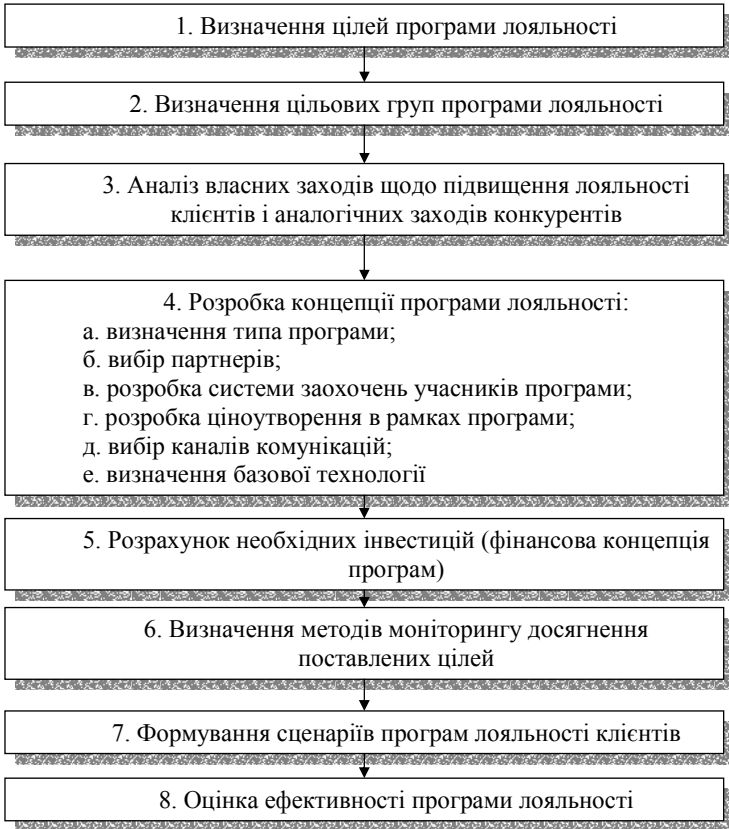 1. Визначення цілей програми лояльності
2. Визначення цільових груп програми лояльності
3. Аналіз власних заходів щодо підвищення лояльності
клієнтів і аналогічних заходів конкурентів
4. Розробка концепції програми лояльності:
а. визначення типа програми;
б. вибір партнерів;
в. розробка системи заохочень учасників програми;
г. розробка ціноутворення в рамках програми;
д. вибір каналів комунікацій;
е. визначення базової технології
5. Розрахунок необхідних інвестицій (фінансова концепція
програм)
6. Визначення методів моніторингу досягнення
поставлених цілей
7. Формування сценаріїв програм лояльності клієнтів
8. Оцінка ефективності програми лояльності